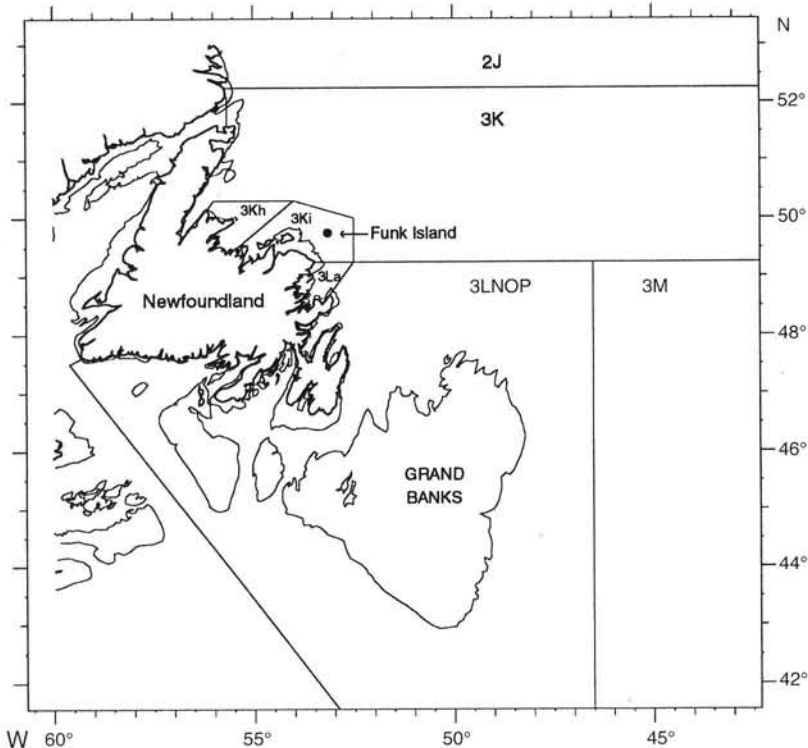 N
2J
52°
3K
3Kh
3Ki
50°
Funk Island
3La
Newfoundland
3LNOP
3M
48°
46°
GRAND
BANKS
44°
42°
W
60°
55°
50°
45°